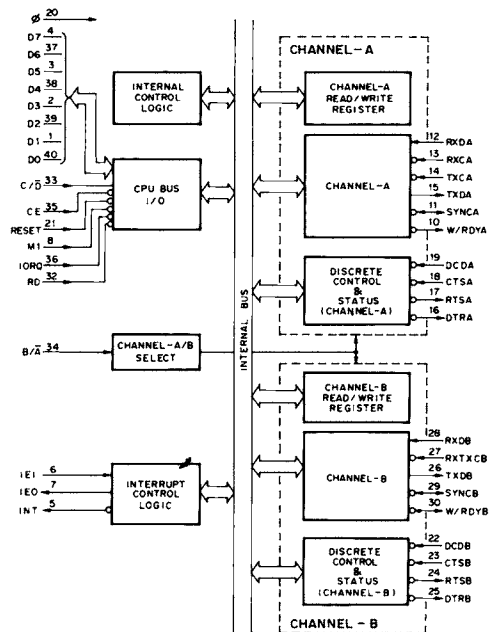 ø 20
D7 4
D6 37
D5 3
D4 38
D3 2
D2 39
D1 1
D0 40
C/D̅ 33
CE 35
RESET 21
M1 8
IORQ 36
RD 32
B/A̅ 34
IEI 6
IEO 7
INT 5
INTERNAL
CONTROL
LOGIC
CPU BUS
I/O
CHANNEL-A/B
SELECT
INTERRUPT
CONTROL
LOGIC
INTERNAL BUS
CHANNEL-A
CHANNEL-A
READ/WRITE
REGISTER
CHANNEL-A
12 RXDA
13 RXCA
14 TXCA
15 TXDA
11 SYNCA
10 W/RDYA
DISCRETE
CONTROL
&
STATUS
(CHANNEL-A)
19 DCDA
18 CTSA
17 RTSA
16 DTRA
CHANNEL-B
READ/WRITE
REGISTER
CHANNEL-B
28 RXDB
27 RXTXCB
26 TXDB
29 SYNCB
30 W/RDYB
DISCRETE
CONTROL
&
STATUS
(CHANNEL-B)
22 DCDB
23 CTSB
24 RTSB
25 DTRB
CHANNEL - B